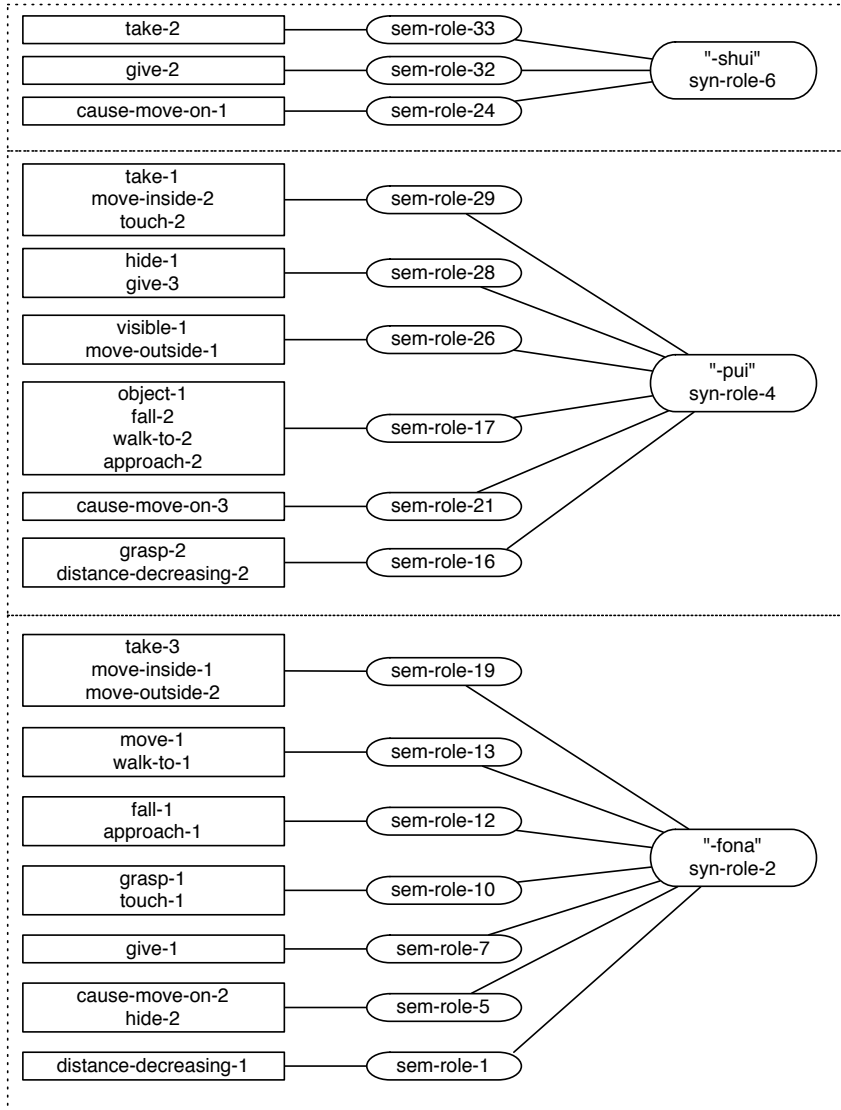 take-2
sem-role-33
give-2
sem-role-32
cause-move-on-1
sem-role-24
"-shui"
syn-role-6
take-1
move-inside-2
touch-2
sem-role-29
hide-1
give-3
sem-role-28
visible-1
move-outside-1
sem-role-26
object-1
fall-2
walk-to-2
approach-2
sem-role-17
cause-move-on-3
sem-role-21
grasp-2
distance-decreasing-2
sem-role-16
"-pui"
syn-role-4
take-3
move-inside-1
move-outside-2
sem-role-19
move-1
walk-to-1
sem-role-13
fall-1
approach-1
sem-role-12
grasp-1
touch-1
sem-role-10
give-1
sem-role-7
cause-move-on-2
hide-2
sem-role-5
distance-decreasing-1
sem-role-1
"-fona"
syn-role-2